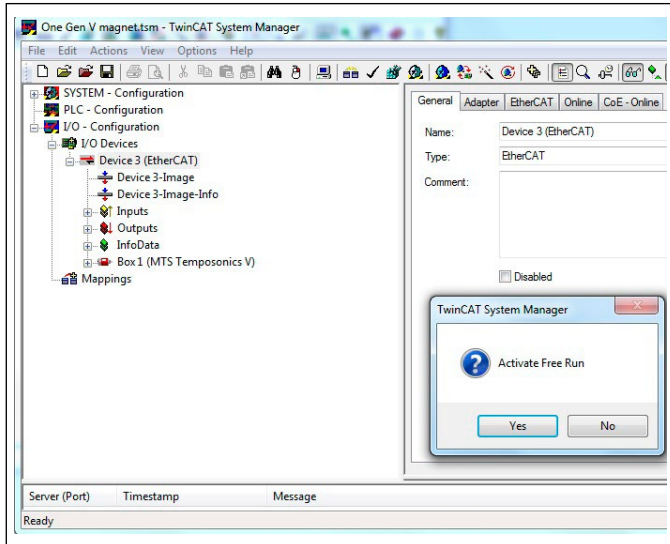 One Gen V magnet.tsm - TwinCAT System Manager
File Edit Actions View Options Help
SYSTEM - Configuration
PLC - Configuration
I/O - Configuration
I/O Devices
Device 3 (EtherCAT)
Device 3-Image
Device 3-Image-Info
Inputs
Outputs
InfoData
Box 1 (MTS Temposonics V)
Mappings
General Adapter EtherCAT Online CoE - Online
Name: Device 3 (EtherCAT)
Type: EtherCAT
Comment:
Disabled
TwinCAT System Manager
Activate Free Run
Yes No
Server (Port) Timestamp Message
Ready